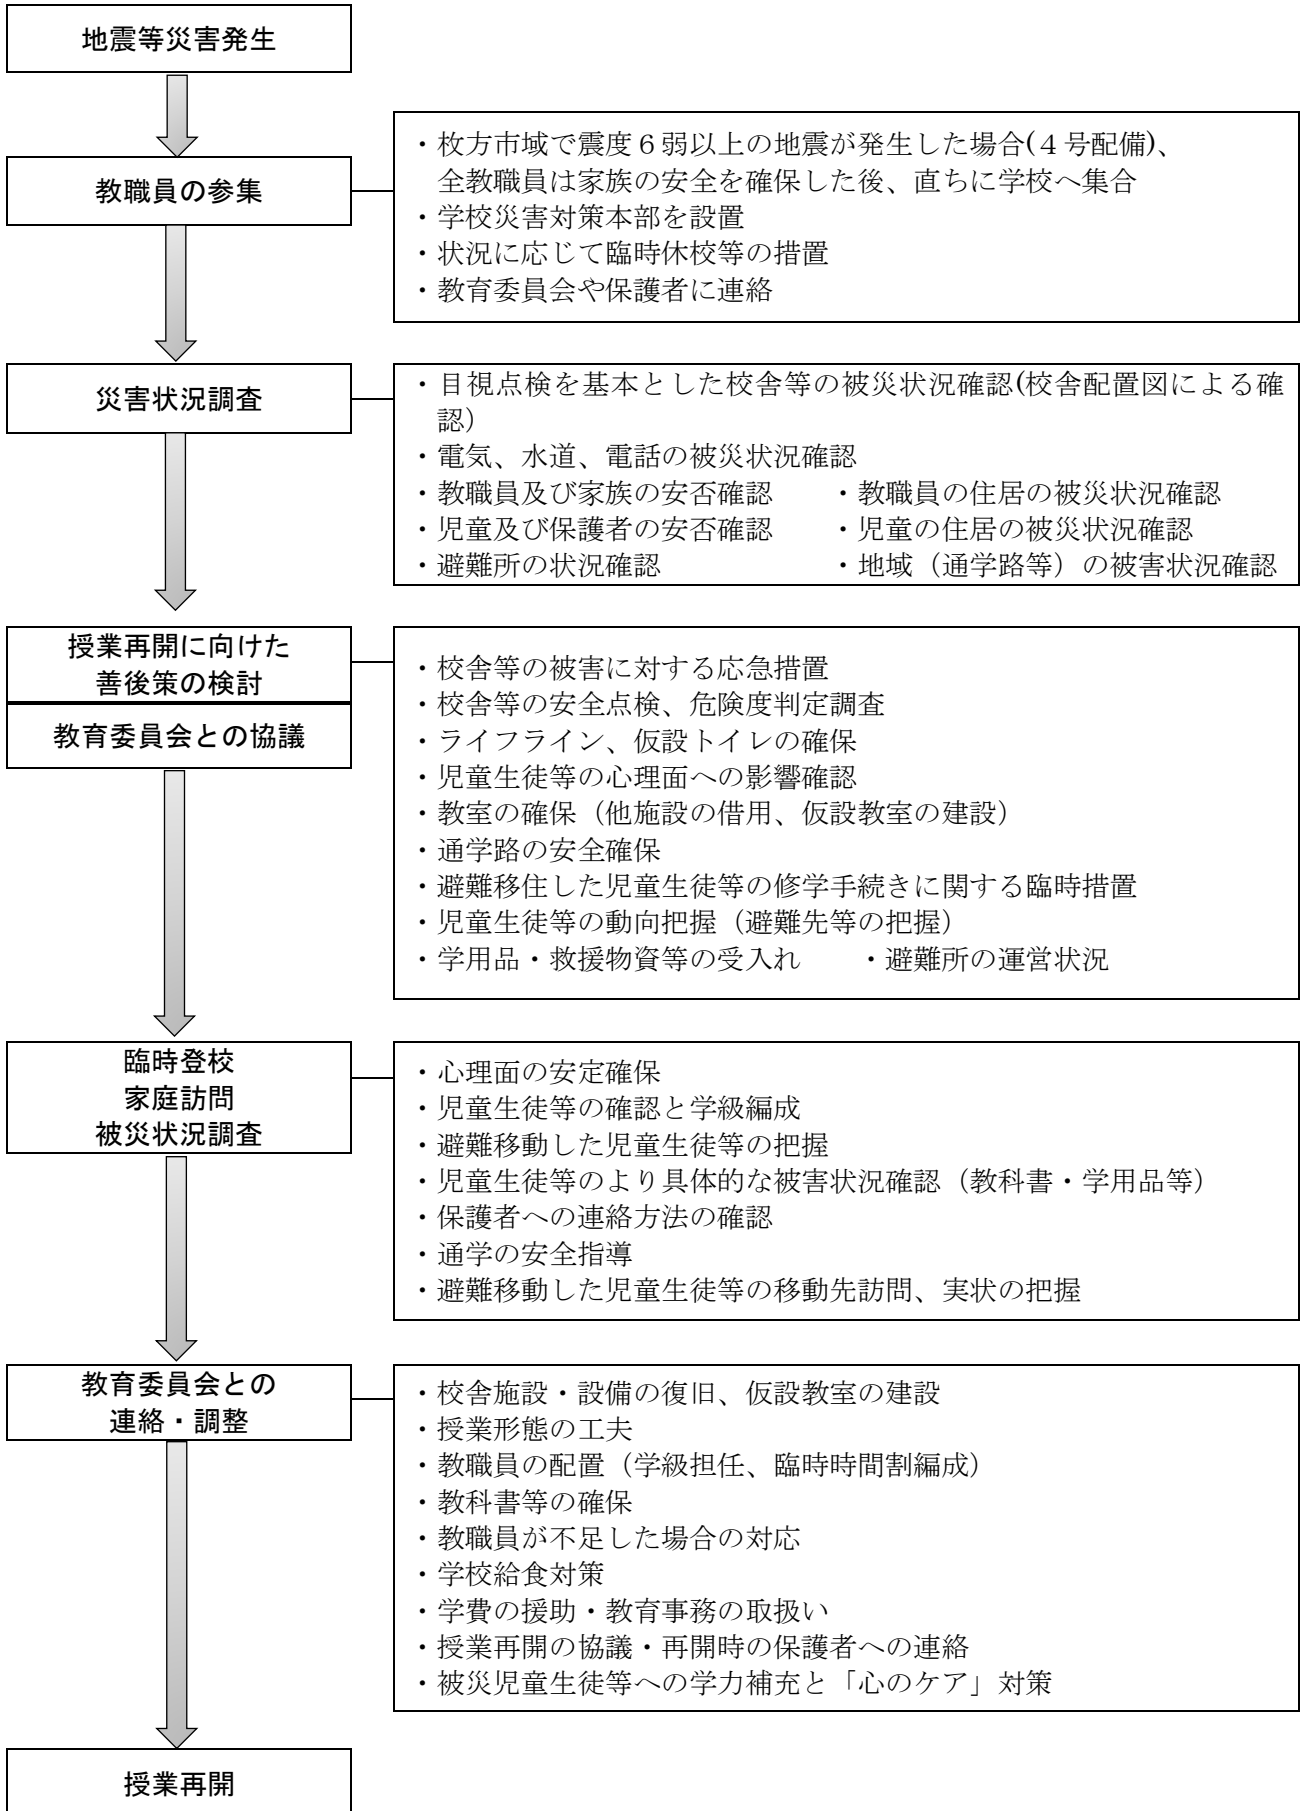 地震等災害発生
教職員の参集
・枚方市域で震度６弱以上の地震が発生した場合(４号配備)、
全教職員は家族の安全を確保した後、直ちに学校へ集合
・学校災害対策本部を設置
・状況に応じて臨時休校等の措置
・教育委員会や保護者に連絡
災害状況調査
・目視点検を基本とした校舎等の被災状況確認(校舎配置図による確
認）
・電気、水道、電話の被災状況確認
・教職員及び家族の安否確認　　・教職員の住居の被災状況確認
・児童及び保護者の安否確認　　・児童の住居の被災状況確認
・避難所の状況確認　　・地域（通学路等）の被害状況確認
授業再開に向けた
善後策の検討
教育委員会との協議
・校舎等の被害に対する応急措置
・校舎等の安全点検、危険度判定調査
・ライフライン、仮設トイレの確保
・児童生徒等の心理面への影響確認
・教室の確保（他施設の借用、仮設教室の建設）
・通学路の安全確保
・避難移住した児童生徒等の修学手続きに関する臨時措置
・児童生徒等の動向把握（避難先等の把握）
・学用品・救援物資等の受入れ　　・避難所の運営状況
臨時登校
家庭訪問
被災状況調査
・心理面の安定確保
・児童生徒等の確認と学級編成
・避難移動した児童生徒等の把握
・児童生徒等のより具体的な被害状況確認（教科書・学用品等）
・保護者への連絡方法の確認
・通学の安全指導
・避難移動した児童生徒等の移動先訪問、実状の把握
教育委員会との
連絡・調整
・校舎施設・設備の復旧、仮設教室の建設
・授業形態の工夫
・教職員の配置（学級担任、臨時時間割編成）
・教科書等の確保
・教職員が不足した場合の対応
・学校給食対策
・学費の援助・教育事務の取扱い
・授業再開の協議・再開時の保護者への連絡
・被災児童生徒等への学力補充と「心のケア」対策
授業再開